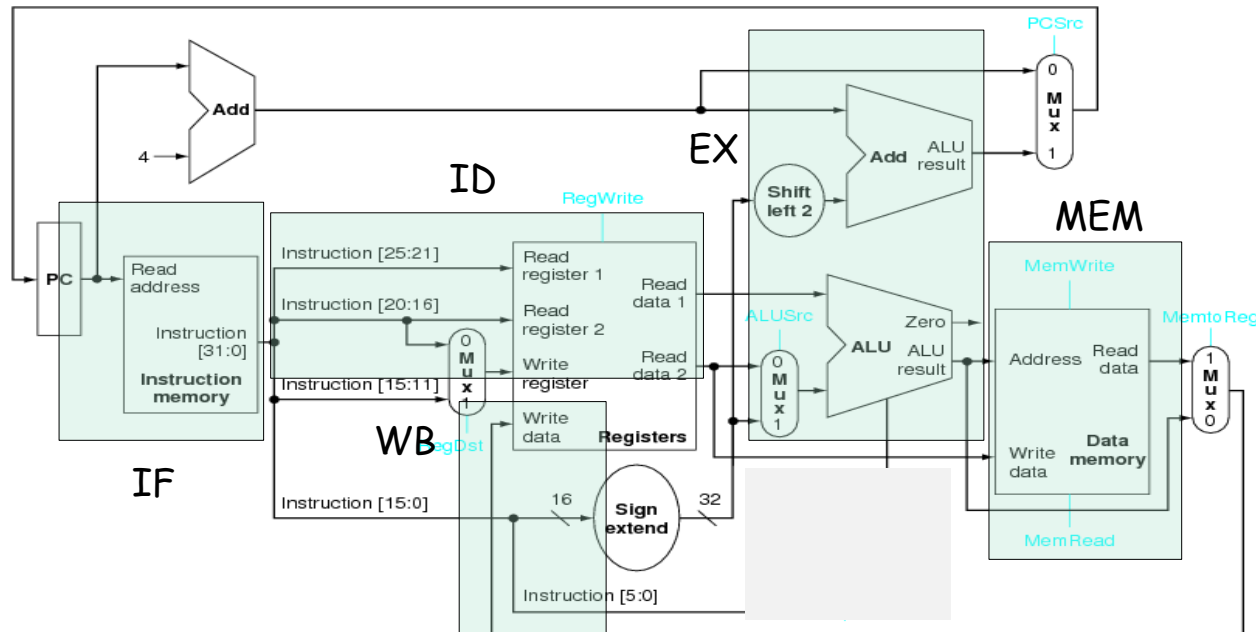 PCSrc
0
Mux
1
Add
4
EX
Add
ALU
result
Shift
left 2
ID
RegWrite
MEM
PC
Read
address
Instruction
[31:0]
Instruction
memory
IF
Instruction [25:21]
Instruction [20:16]
Instruction [15:11]
Instruction [15:0]
0
Mux
1
RegDst
WB
Read
register 1
Read
register 2
Write
register
Write
data
Read
data 1
Read
data 2
Registers
16
Sign
extend
32
Instruction [5:0]
ALUSrc
0
Mux
1
ALU
Zero
ALU
result
MemWrite
Address
Read
data
Write
data
Data
memory
MemRead
MemtoReg
1
Mux
0